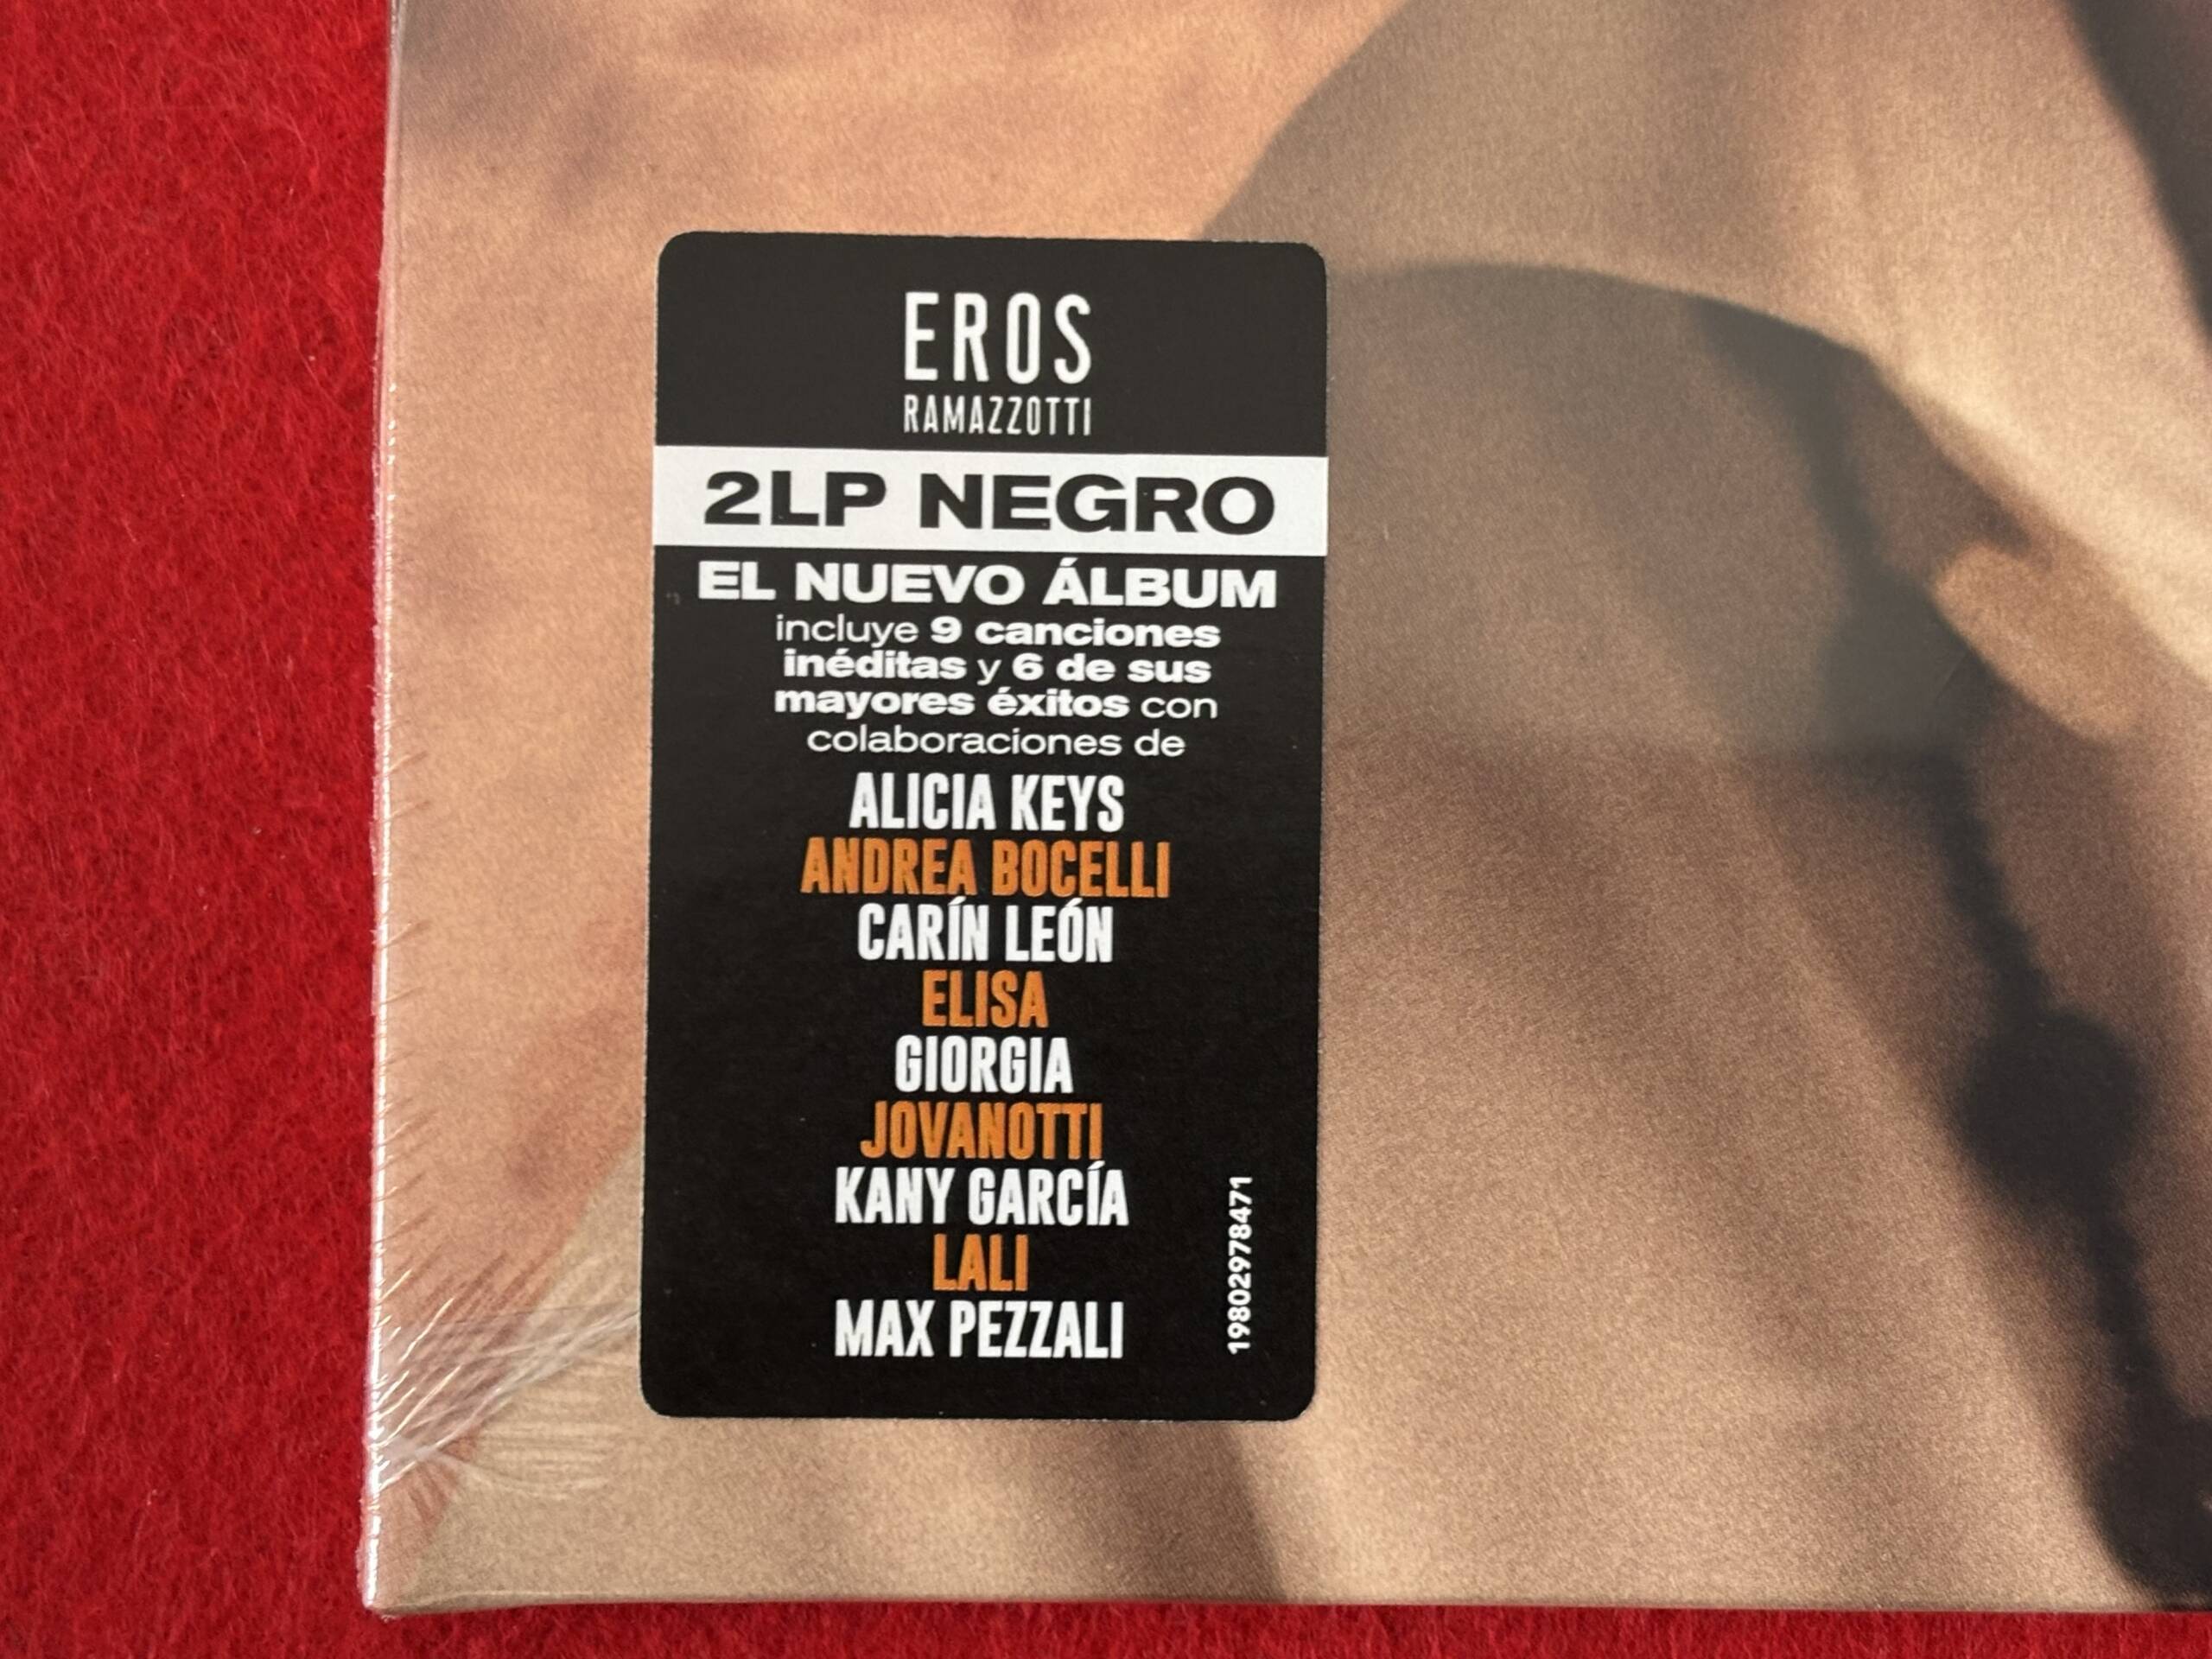 EROS
RAMAZZOTTI
2LP NEGRO
EL NUEVO ÁLBUM
incluye 9 canciones
inéditas y 6 de sus
mayores éxitos con
colaboraciones de
ALICIA KEYS
ANDREA BOCELLI
CARÍN LEÓN
ELISA
GIORGIA
JOVANOTTI
KANY GARCÍA
LALI
MAX PEZZALI
19802978471